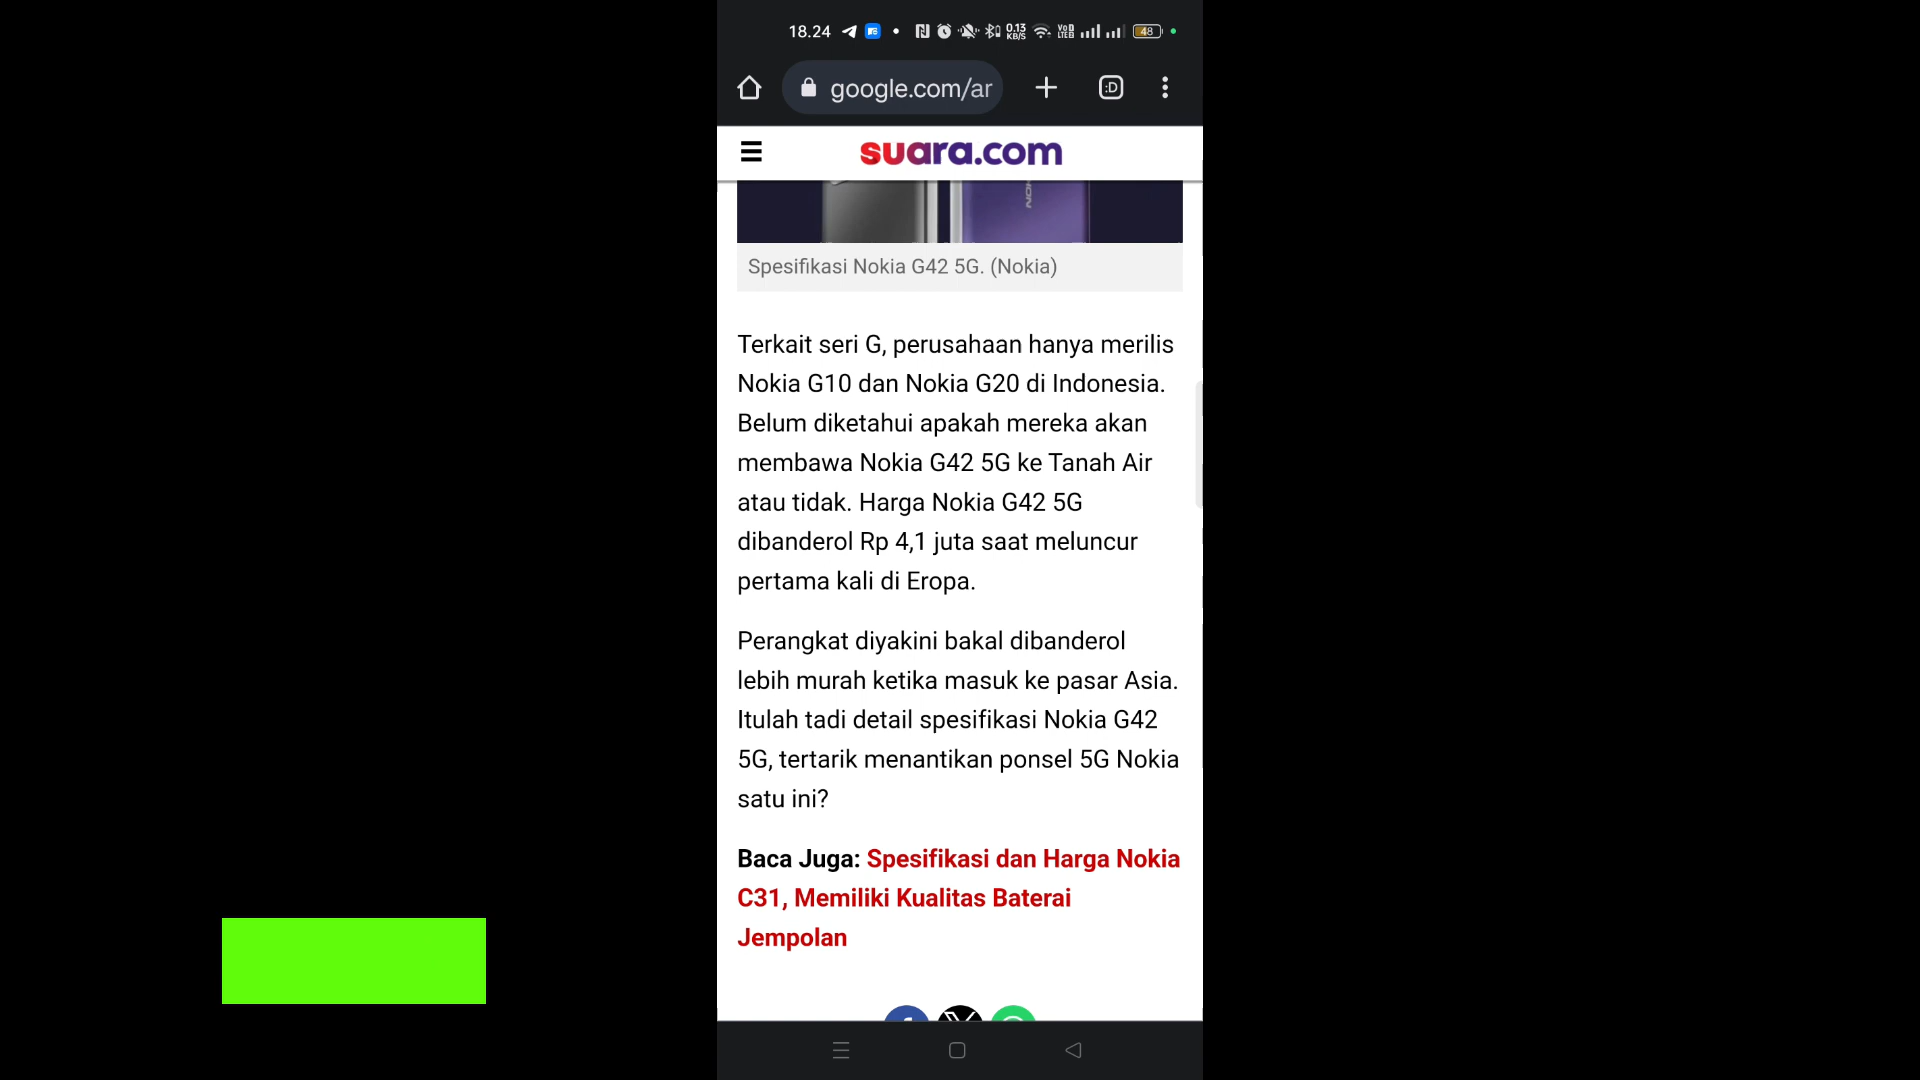 18.24
0.13
KB/S
48
google.com/ar
:D
suara.com
Spesifikasi Nokia G42 5G. (Nokia)
Terkait seri G, perusahaan hanya merilis
Nokia G10 dan Nokia G20 di Indonesia.
Belum diketahui apakah mereka akan
membawa Nokia G42 5G ke Tanah Air
atau tidak. Harga Nokia G42 5G
dibanderol Rp 4,1 juta saat meluncur
pertama kali di Eropa.
Perangkat diyakini bakal dibanderol
lebih murah ketika masuk ke pasar Asia.
Itulah tadi detail spesifikasi Nokia G42
5G, tertarik menantikan ponsel 5G Nokia
satu ini?
Baca Juga: Spesifikasi dan Harga Nokia
C31, Memiliki Kualitas Baterai
Jempolan